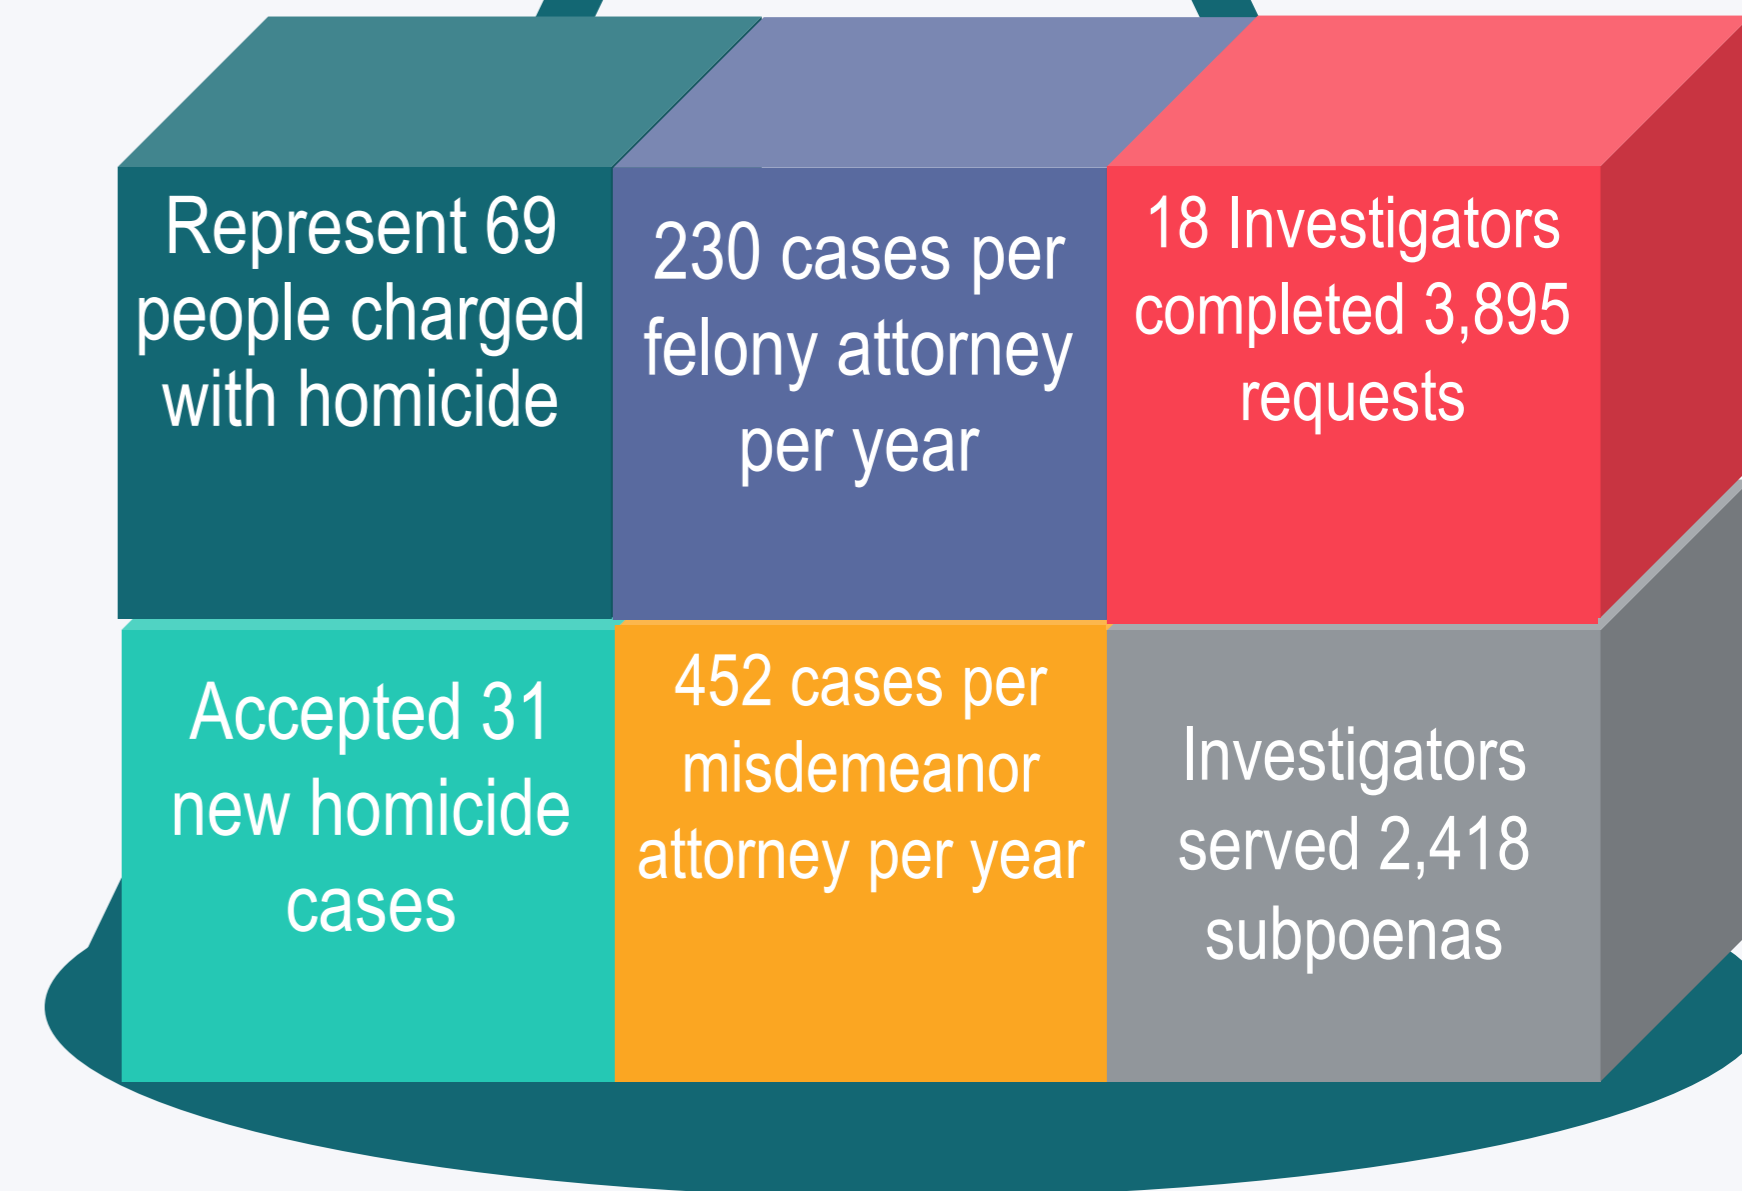 Represent 69
people charged
with homicide
230 cases per
felony attorney
per year
18 Investigators
completed 3,895
requests
Accepted 31
new homicide
cases
452 cases per
misdemeanor
attorney per year
Investigators
served 2,418
subpoenas